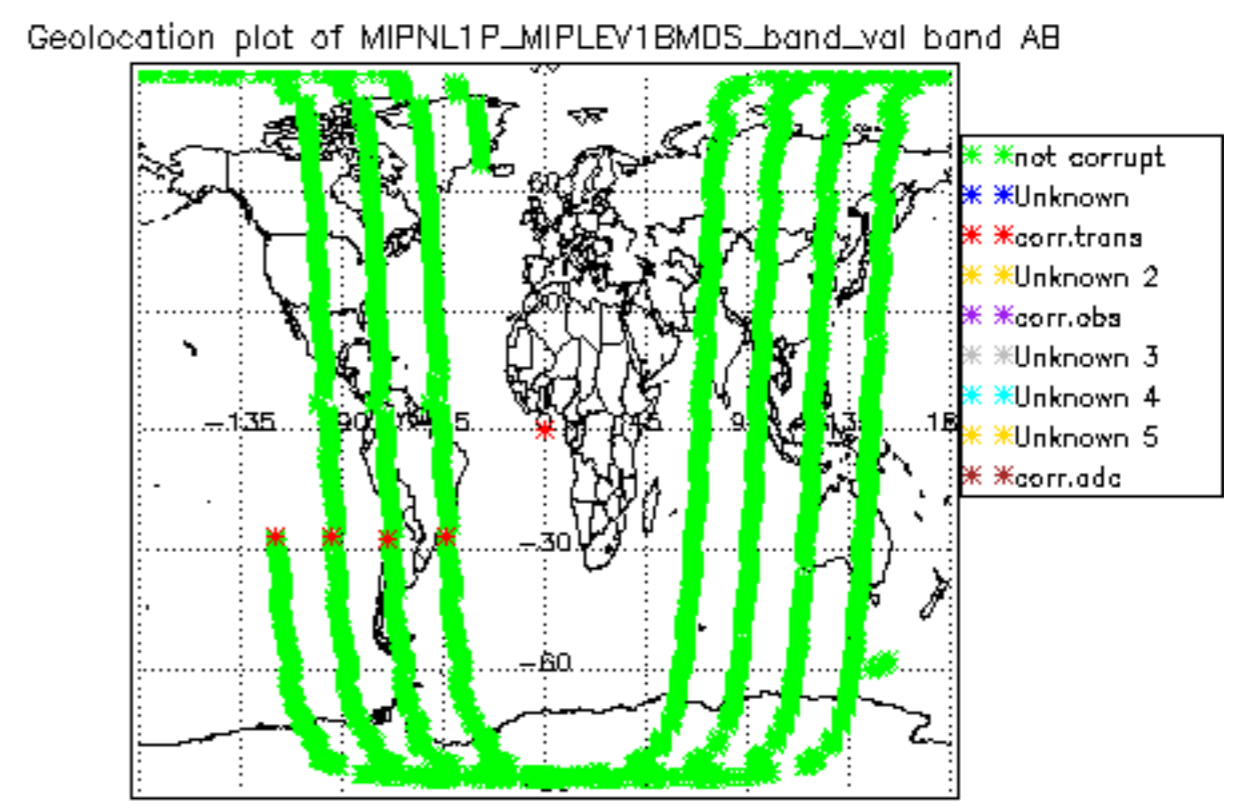 Geolocation plot of MIPNL1P_MIPLEV1BMDS_band_val band AB
not corrupt
Unknown
corr.trans
Unknown 2
corr.obs
Unknown 3
Unknown 4
Unknown 5
corr.adc
60
-135
-30
-60